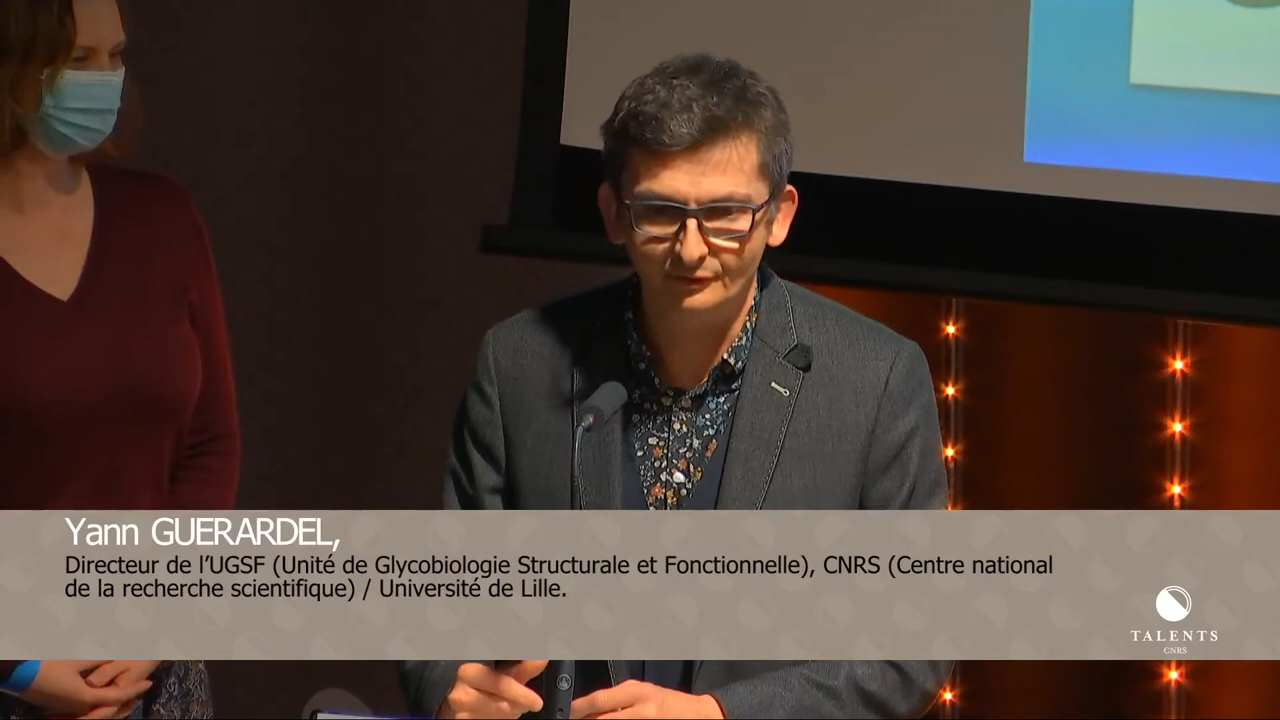 Yann GUERARDEL,
Directeur de l'UGSF (Unité de Glycobiologie Structurale et Fonctionnelle), CNRS (Centre national
de la recherche scientifique) / Université de Lille.
TALENTS
CNRS